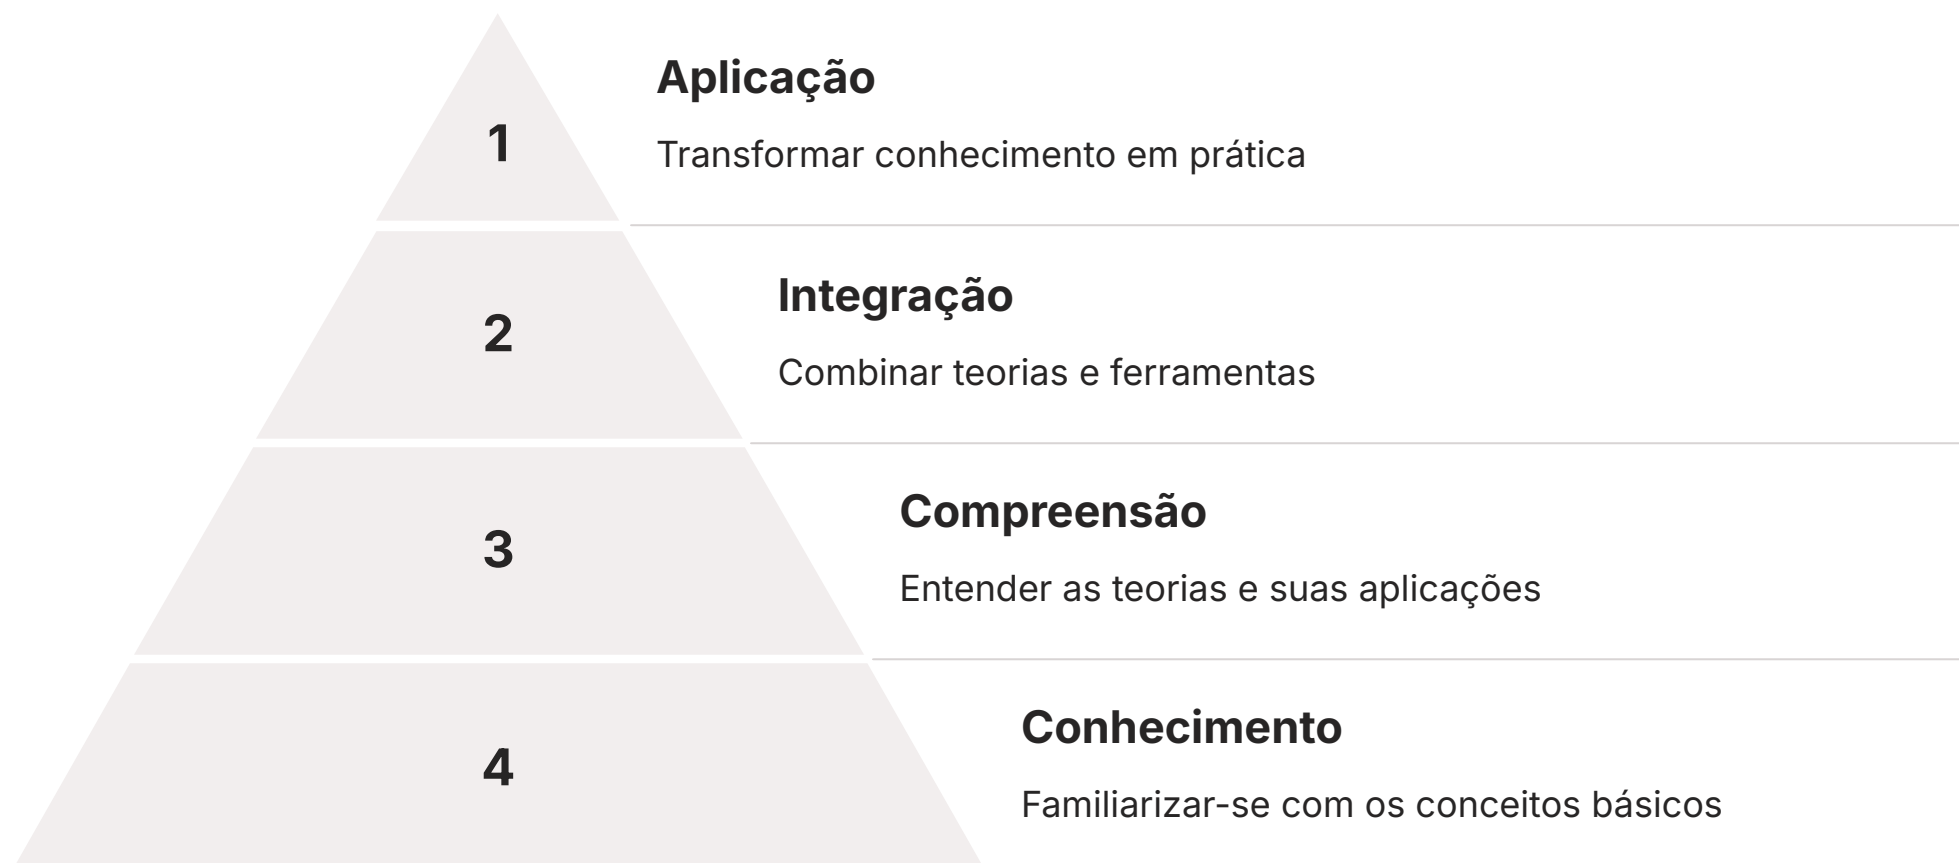 Aplicação
1
Transformar conhecimento em prática
Integração
2
Combinar teorias e ferramentas
Compreensão
3
Entender as teorias e suas aplicações
Conhecimento
4
Familiarizar-se com os conceitos básicos